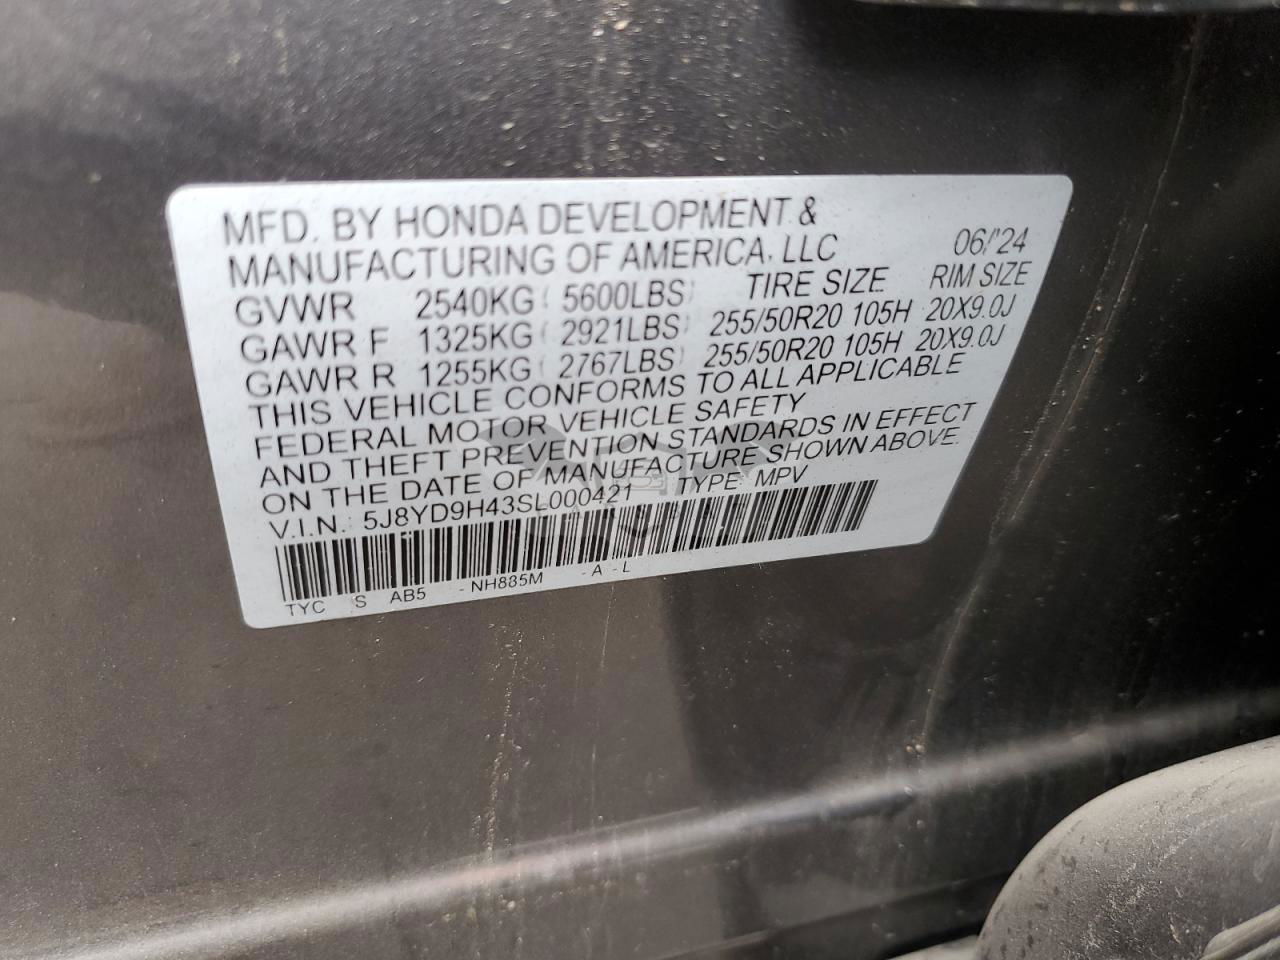 MFD. BY HONDA DEVELOPMENT &
MANUFACTURING OF AMERICA, LLC 06/'24
GVWR 2540KG( 5600LBS) TIRE SIZE RIM SIZE
GAWR F 1325KG( 2921LBS) 255/50R20 105H 20X9.0J
GAWR R 1255KG( 2767LBS) 255/50R20 105H 20X9.0J
THIS VEHICLE CONFORMS TO ALL APPLICABLE
FEDERAL MOTOR VEHICLE SAFETY
AND THEFT PREVENTION STANDARDS IN EFFECT
ON THE DATE OF MANUFACTURE SHOWN ABOVE.
V.I.N.: 5J8YD9H43SL000421 TYPE: MPV
TYC S AB5 - NH885M - A - L